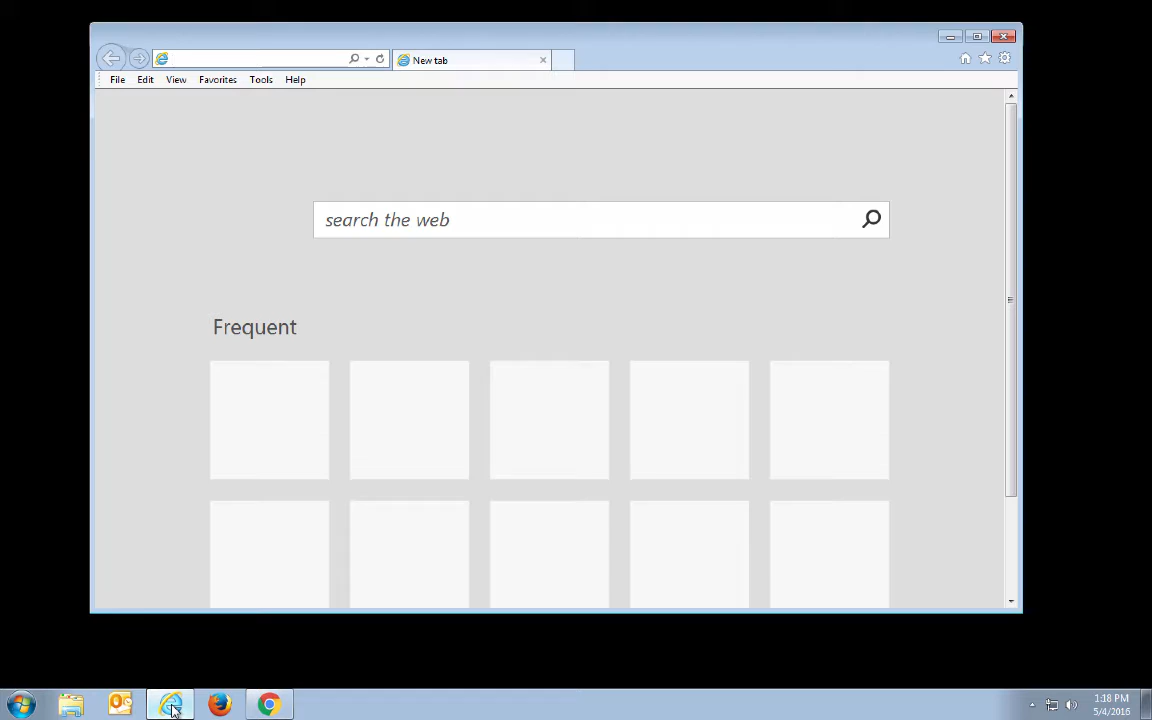 New tab
File Edit View Favorites Tools Help
search the web
Frequent
1:18 PM
5/4/2016